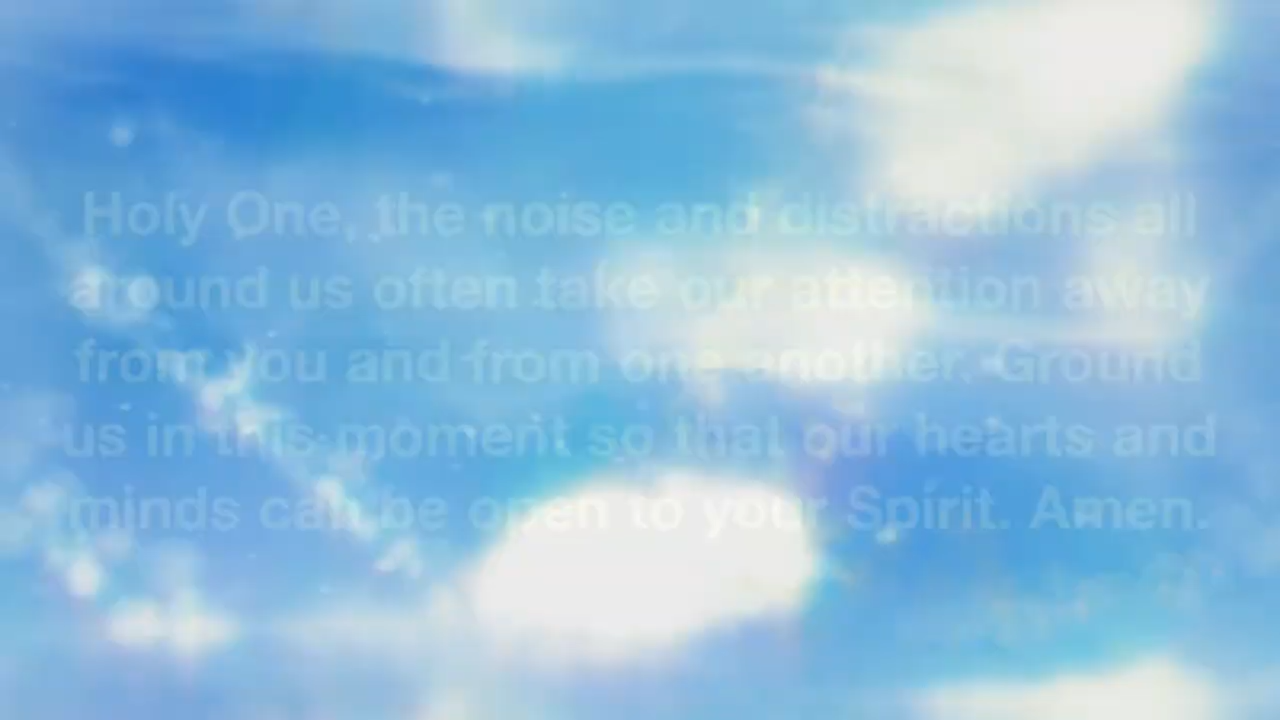 Holy One, the noise and distractions all
around us often take our attention away
from you and from one another. Ground
us in this moment so that our hearts and
minds can be open to your Spirit. Amen.